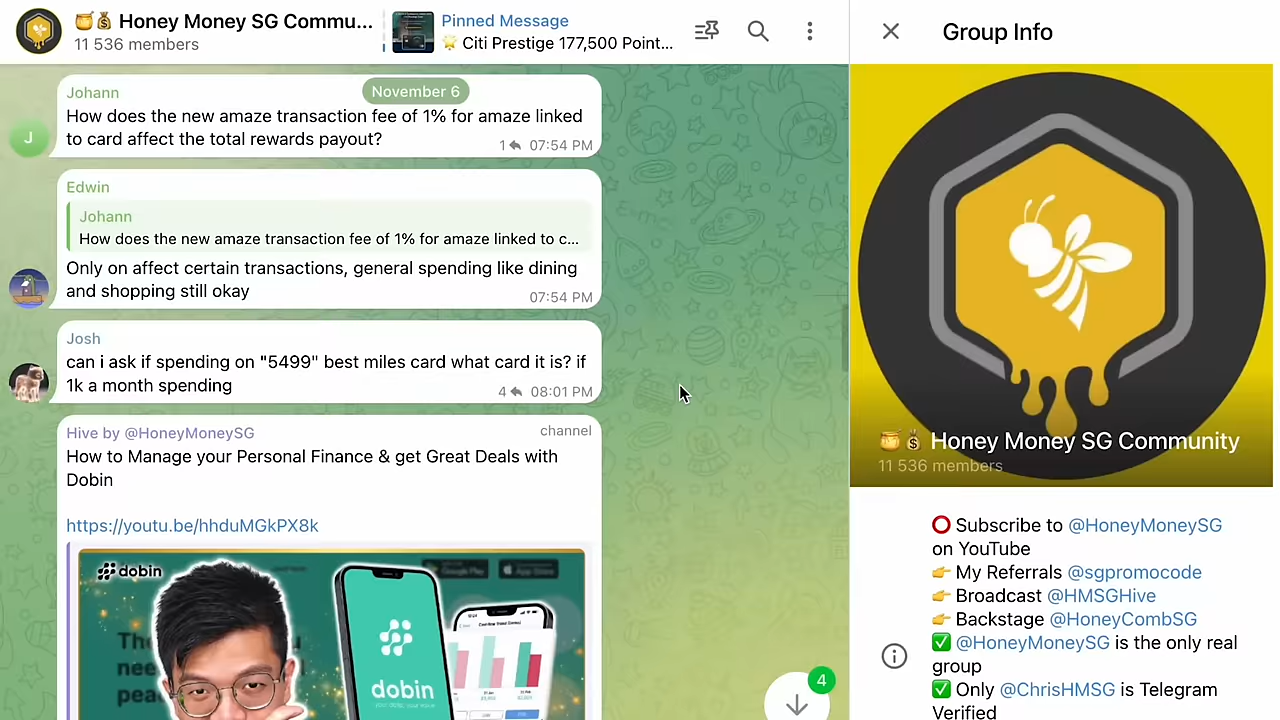 🍯💰 Honey Money SG Commu...
11 536 members
Pinned Message
🌟 Citi Prestige 177,500 Point...
November 6
Johann
How does the new amaze transaction fee of 1% for amaze linked
to card affect the total rewards payout?
1 07:54 PM
J
Edwin
Johann
How does the new amaze transaction fee of 1% for amaze linked to c...
Only on affect certain transactions, general spending like dining
and shopping still okay
07:54 PM
Josh
can i ask if spending on "5499" best miles card what card it is? if
1k a month spending
4 08:01 PM
Hive by @HoneyMoneySG
channel
How to Manage your Personal Finance & get Great Deals with
Dobin
https://youtu.be/hhduMGkPX8k
dobin
Google Play
App Store
dobin
4
Group Info
🍯💰 Honey Money SG Community
11 536 members
⭕ Subscribe to @HoneyMoneySG
on YouTube
👉 My Referrals @sgpromocode
👉 Broadcast @HMSGHive
👉 Backstage @HoneyCombSG
✅ @HoneyMoneySG is the only real
group
✅ Only @ChrisHMSG is Telegram
Verified